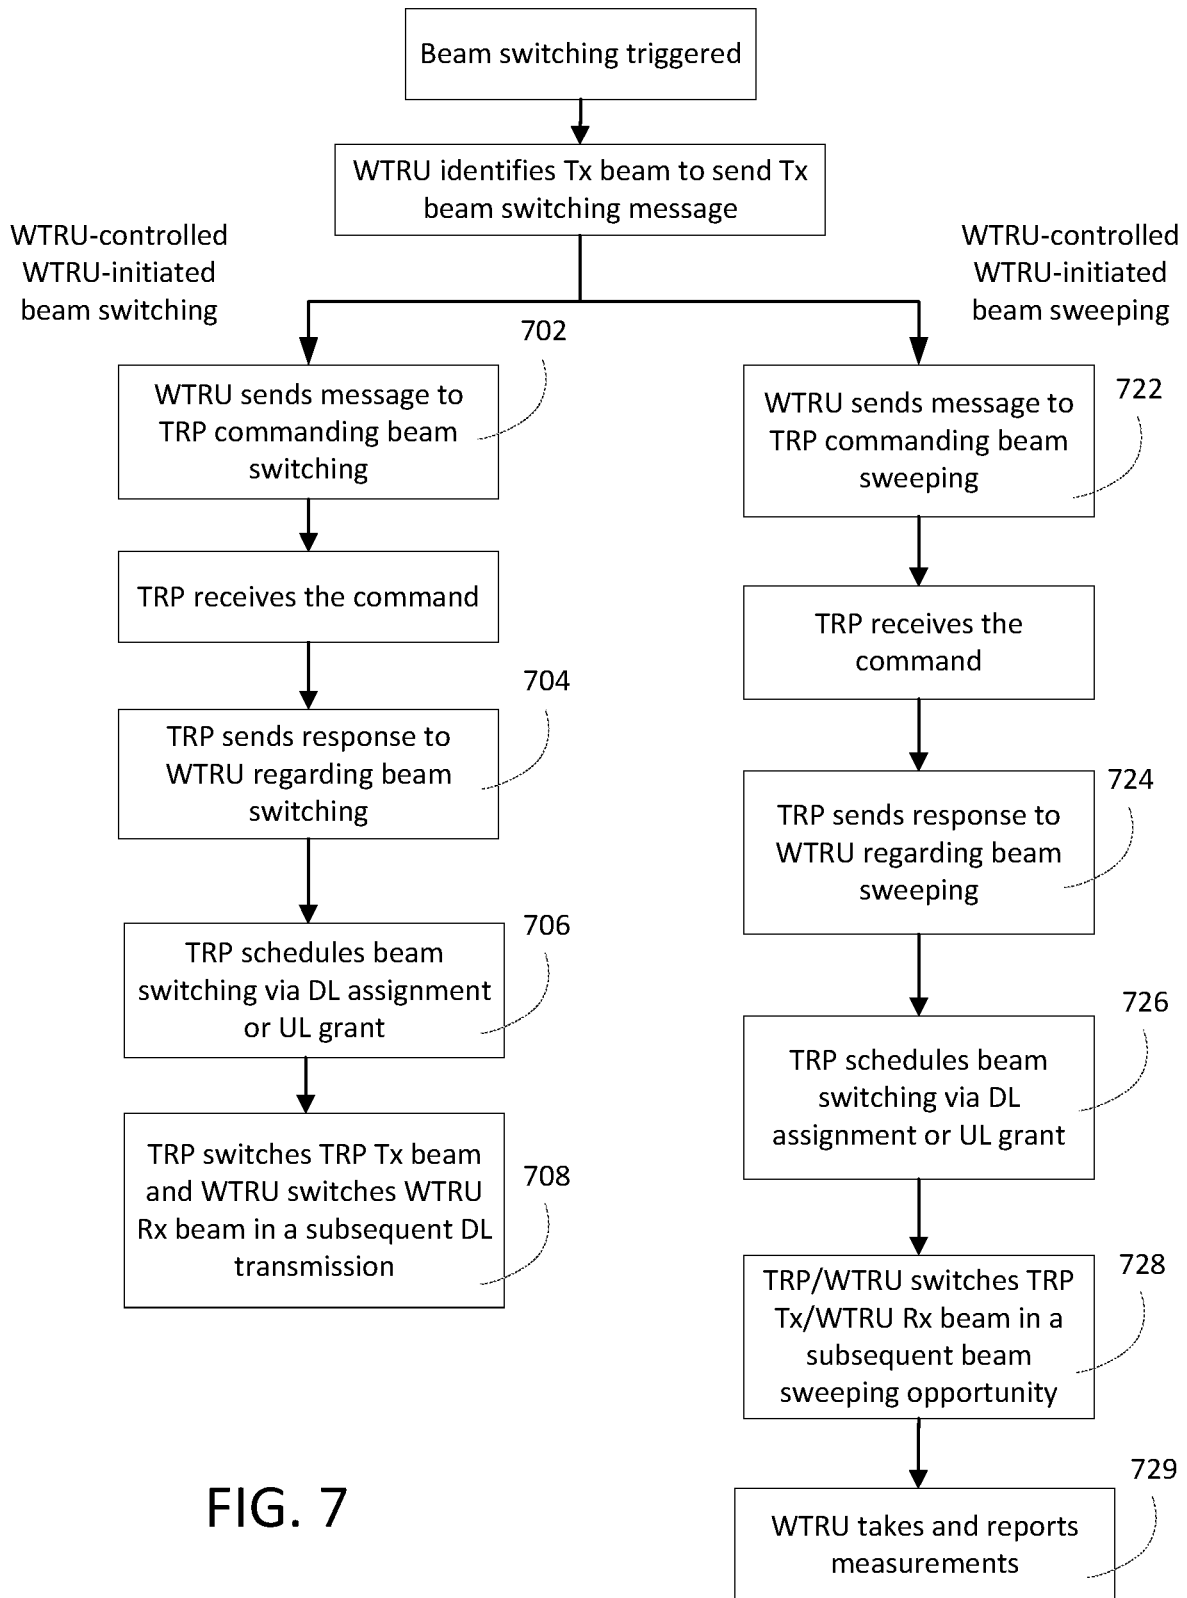 Beam switching triggered
WTRU identifies Tx beam to send Tx
beam switching message
WTRU-controlled
WTRU-initiated
beam switching
WTRU-controlled
WTRU-initiated
beam sweeping
702
WTRU sends message to
TRP commanding beam
switching
TRP receives the command
704
TRP sends response to
WTRU regarding beam
switching
706
TRP schedules beam
switching via DL assignment
or UL grant
TRP switches TRP Tx beam
and WTRU switches WTRU
Rx beam in a subsequent DL
transmission
708
722
WTRU sends message to
TRP commanding beam
sweeping
TRP receives the
command
724
TRP sends response to
WTRU regarding beam
sweeping
726
TRP schedules beam
switching via DL
assignment or UL grant
728
TRP/WTRU switches TRP
Tx/WTRU Rx beam in a
subsequent beam
sweeping opportunity
729
WTRU takes and reports
measurements
FIG. 7